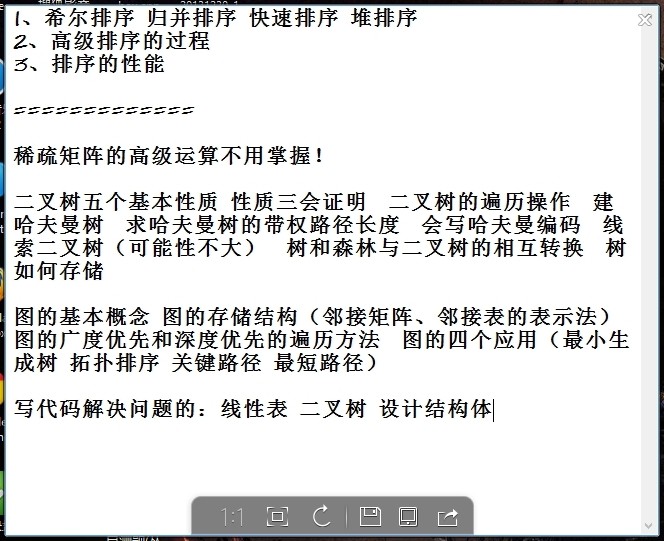 1、希尔排序 归并排序 快速排序 堆排序
2、高级排序的过程
3、排序的性能
=============
稀疏矩阵的高级运算不用掌握！
二叉树五个基本性质 性质三会证明 二叉树的遍历操作 建
哈夫曼树 求哈夫曼树的带权路径长度 会写哈夫曼编码 线
索二叉树（可能性不大） 树和森林与二叉树的相互转换 树
如何存储
图的基本概念 图的存储结构（邻接矩阵、邻接表的表示法）
图的广度优先和深度优先的遍历方法 图的四个应用（最小生
成树 拓扑排序 关键路径 最短路径）
写代码解决问题的：线性表 二叉树 设计结构体
1:1